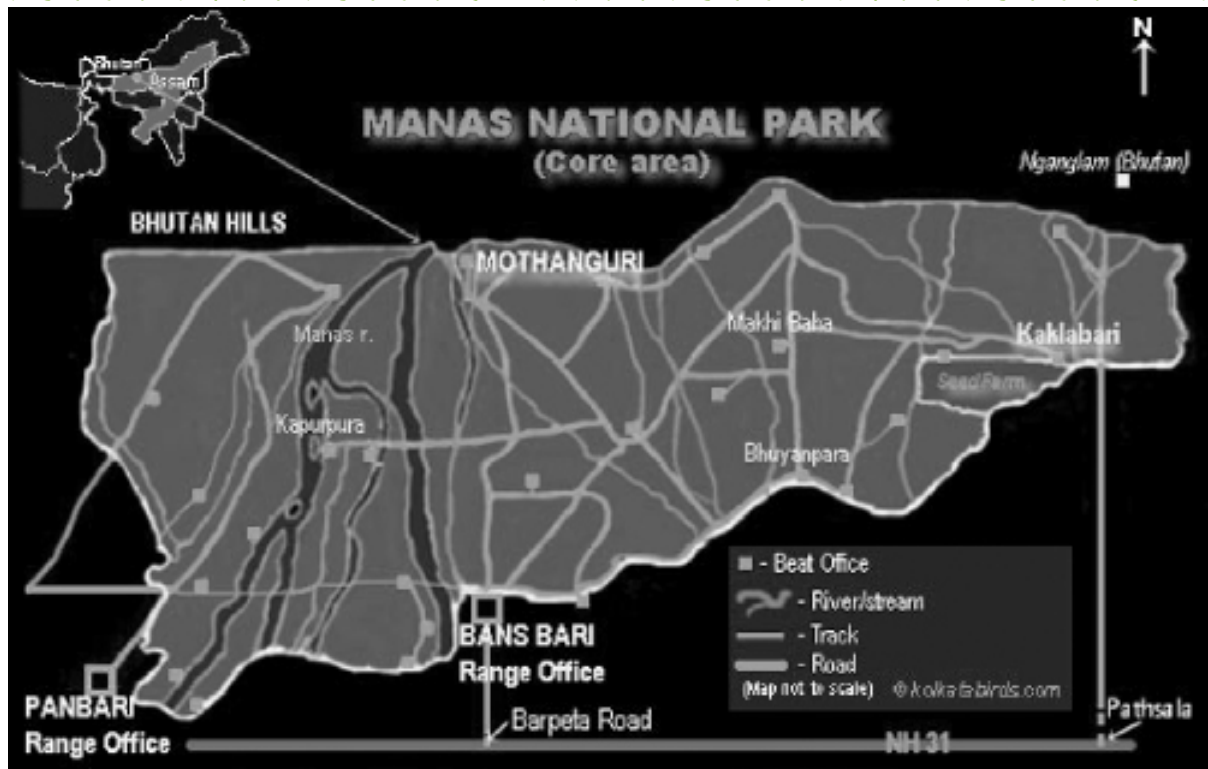 Bhutan
Assam
N
MANAS NATIONAL PARK
(Core area)
Nganglam (Bhutan)
BHUTAN HILLS
MOTHANGURI
Manas r.
Makhi Baha
Kaklabari
Seed Farm
Kapurpura
Bhuyanpara
- Beat Office
- River/stream
- Track
- Road
(Map not to scale) © kolkatabirds.com
BANS BARI
Range Office
PANBARI
Range Office
Barpeta Road
Pathsala
NH 31